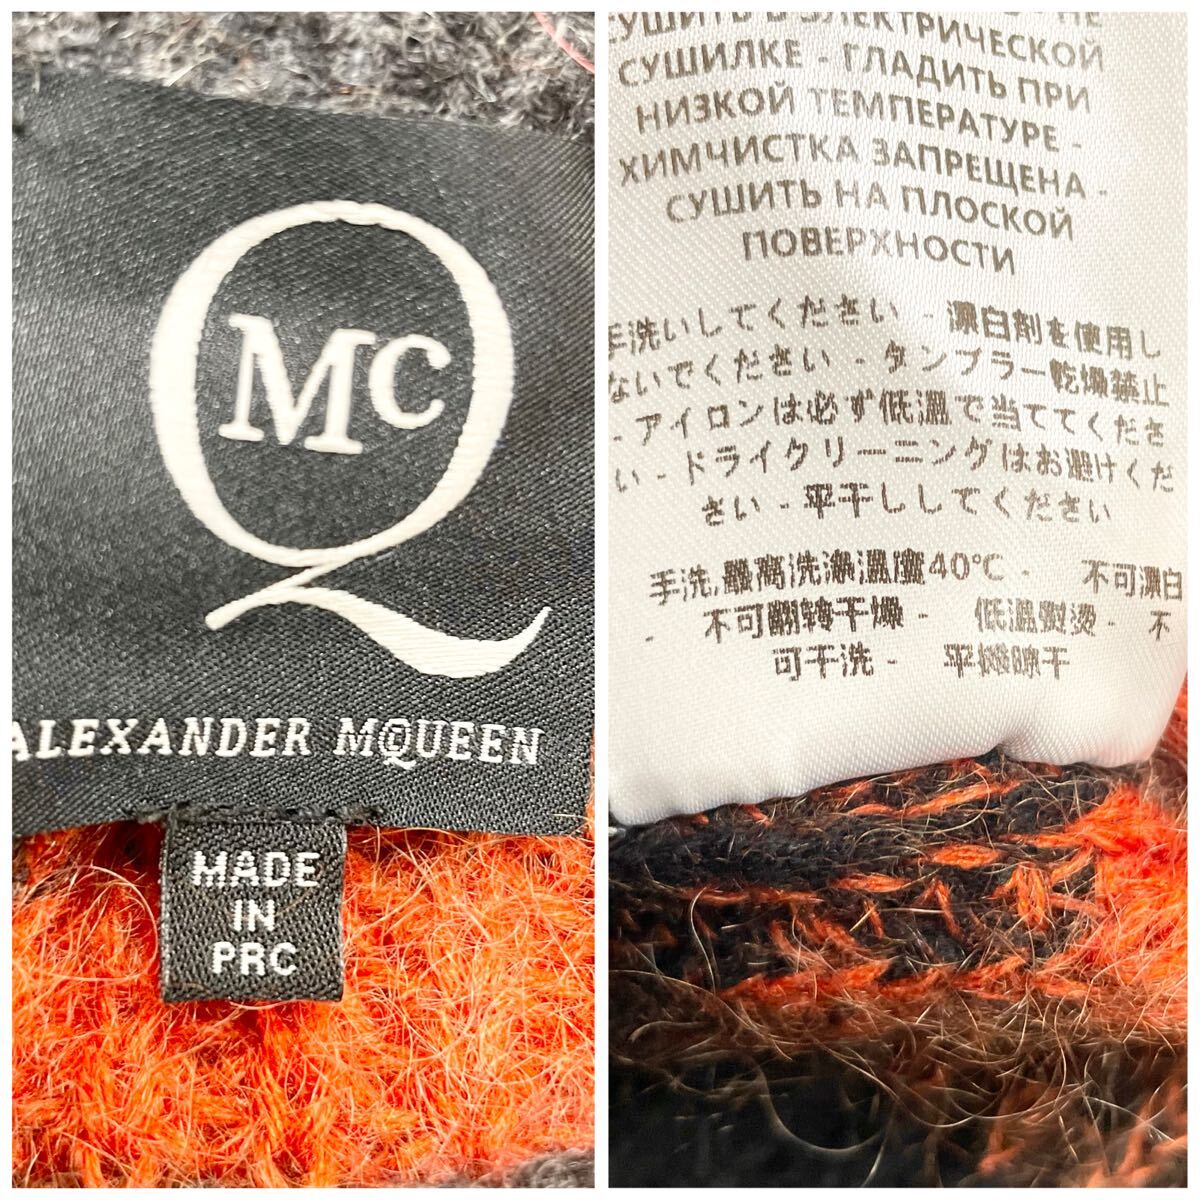 Mc
Q
ALEXANDER MQUEEN
MADE
IN
PRC
СУШИТЬ В ЭЛЕКТРИЧЕСКОЙ
СУШИЛКЕ - ГЛАДИТЬ ПРИ
НИЗКОЙ ТЕМПЕРАТУРЕ -
ХИМЧИСТКА ЗАПРЕЩЕНА -
СУШИТЬ НА ПЛОСКОЙ
ПОВЕРХНОСТИ
手洗いしてください - 漂白剤を使用し
ないでください - タンブラー乾燥禁止
- アイロンは必ず低温で当ててくださ
い - ドライクリーニングはお避けくだ
さい - 平干ししてください
手洗,最高洗滌溫度40°C - 不可漂白
- 不可翻轉干燥 - 低溫熨燙 - 不
可干洗 - 平攤晾干